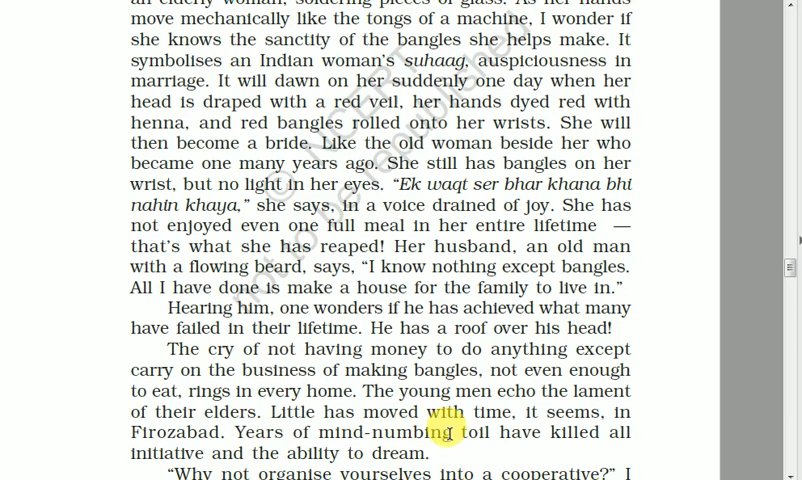 an elderly woman, soldering pieces of glass. As her hands
move mechanically like the tongs of a machine, I wonder if
she knows the sanctity of the bangles she helps make. It
symbolises an Indian woman's suhaag, auspiciousness in
marriage. It will dawn on her suddenly one day when her
head is draped with a red veil, her hands dyed red with
henna, and red bangles rolled onto her wrists. She will
then become a bride. Like the old woman beside her who
became one many years ago. She still has bangles on her
wrist, but no light in her eyes. “Ek waqt ser bhar khana bhi
nahin khaya,” she says, in a voice drained of joy. She has
not enjoyed even one full meal in her entire lifetime —
that's what she has reaped! Her husband, an old man
with a flowing beard, says, “I know nothing except bangles.
All I have done is make a house for the family to live in.”
Hearing him, one wonders if he has achieved what many
have failed in their lifetime. He has a roof over his head!
The cry of not having money to do anything except
carry on the business of making bangles, not even enough
to eat, rings in every home. The young men echo the lament
of their elders. Little has moved with time, it seems, in
Firozabad. Years of mind-numbing toil have killed all
initiative and the ability to dream.
“Why not organise yourselves into a cooperative?” I
© NCERT
not to be republished